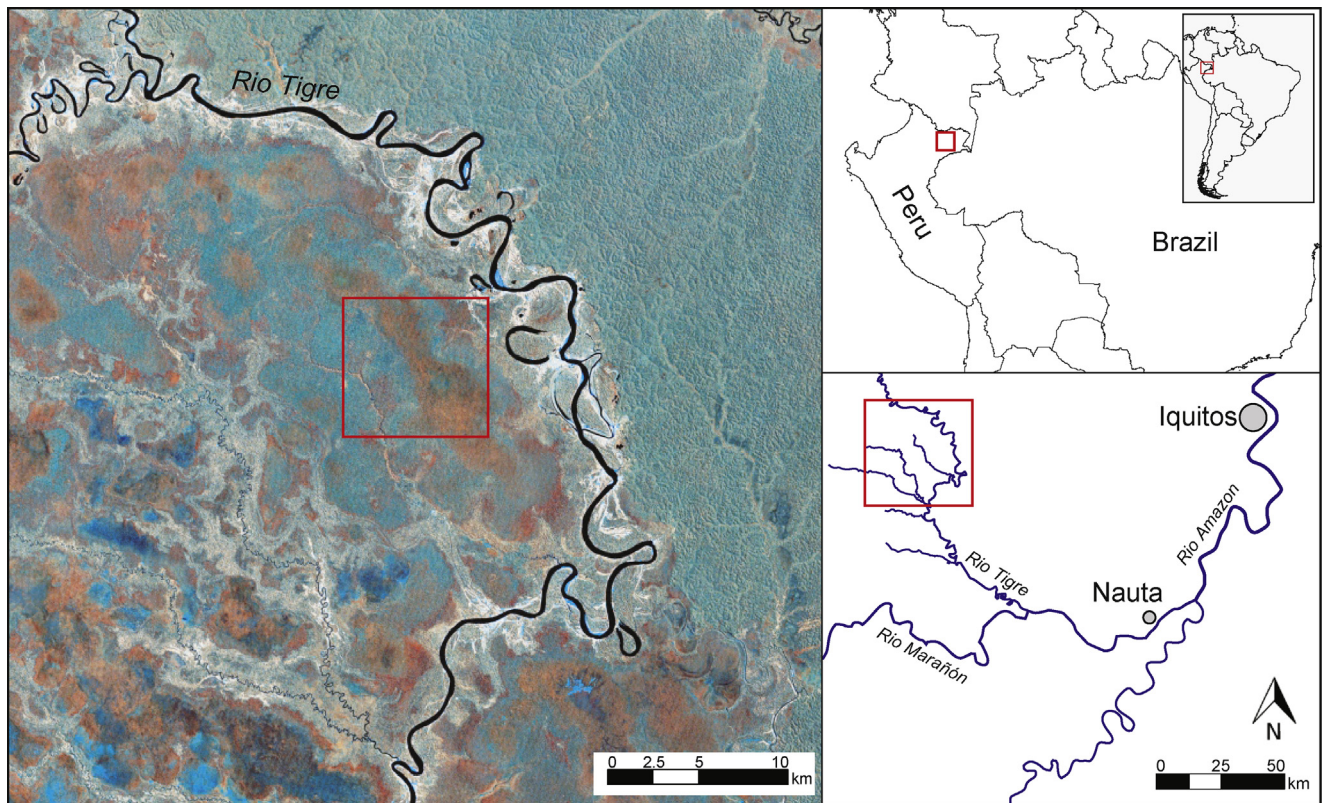 Rio Tigre
0 2.5 5 10
km
Peru
Brazil
Iquitos
Rio Amazon
Rio Tigre
Nauta
Rio Marañón
N
0 25 50
km